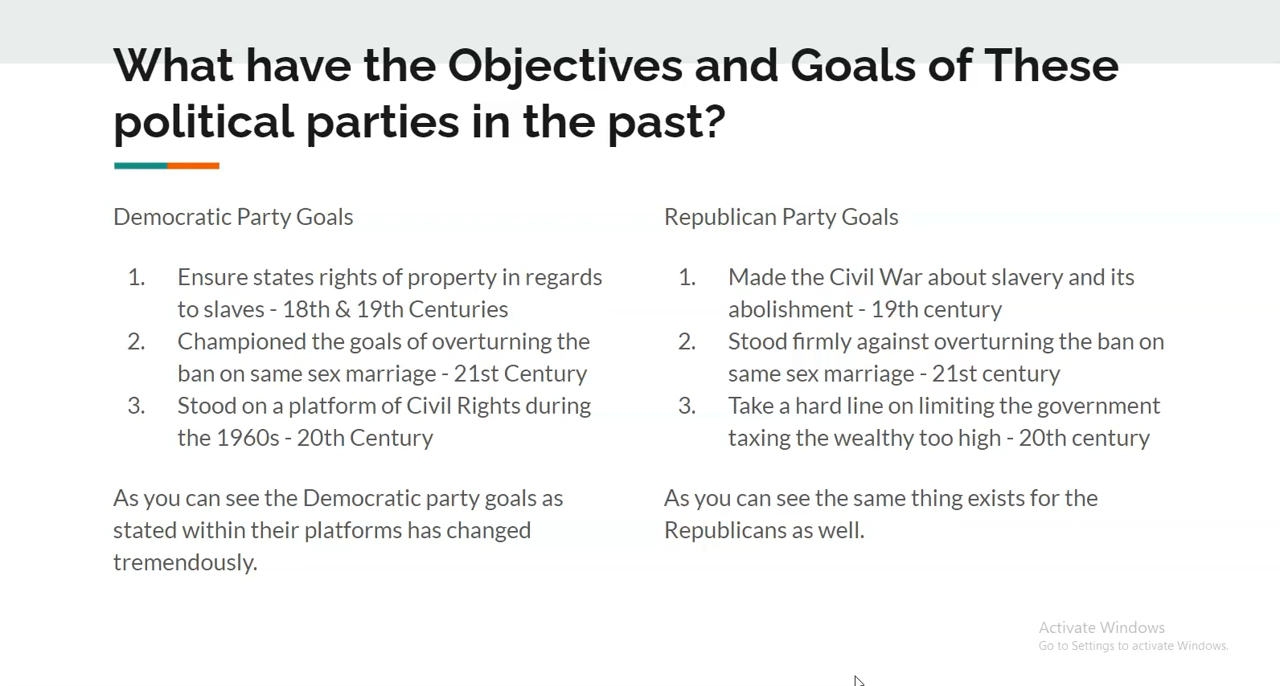 What have the Objectives and Goals of These
political parties in the past?
Democratic Party Goals
1. Ensure states rights of property in regards
to slaves - 18th & 19th Centuries
2. Championed the goals of overturning the
ban on same sex marriage - 21st Century
3. Stood on a platform of Civil Rights during
the 1960s - 20th Century
As you can see the Democratic party goals as
stated within their platforms has changed
tremendously.
Republican Party Goals
1. Made the Civil War about slavery and its
abolishment - 19th century
2. Stood firmly against overturning the ban on
same sex marriage - 21st century
3. Take a hard line on limiting the government
taxing the wealthy too high - 20th century
As you can see the same thing exists for the
Republicans as well.
Activate Windows
Go to Settings to activate Windows.